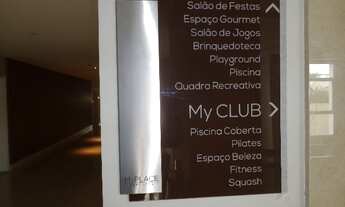 Salão de Festas
Espaço Gourmet
Salão de Jogos
Brinquedoteca
Playground
Piscina
Quadra Recreativa
My CLUB
Piscina Coberta
Pilates
Espaço Beleza
Fitness
Squash
PLACE